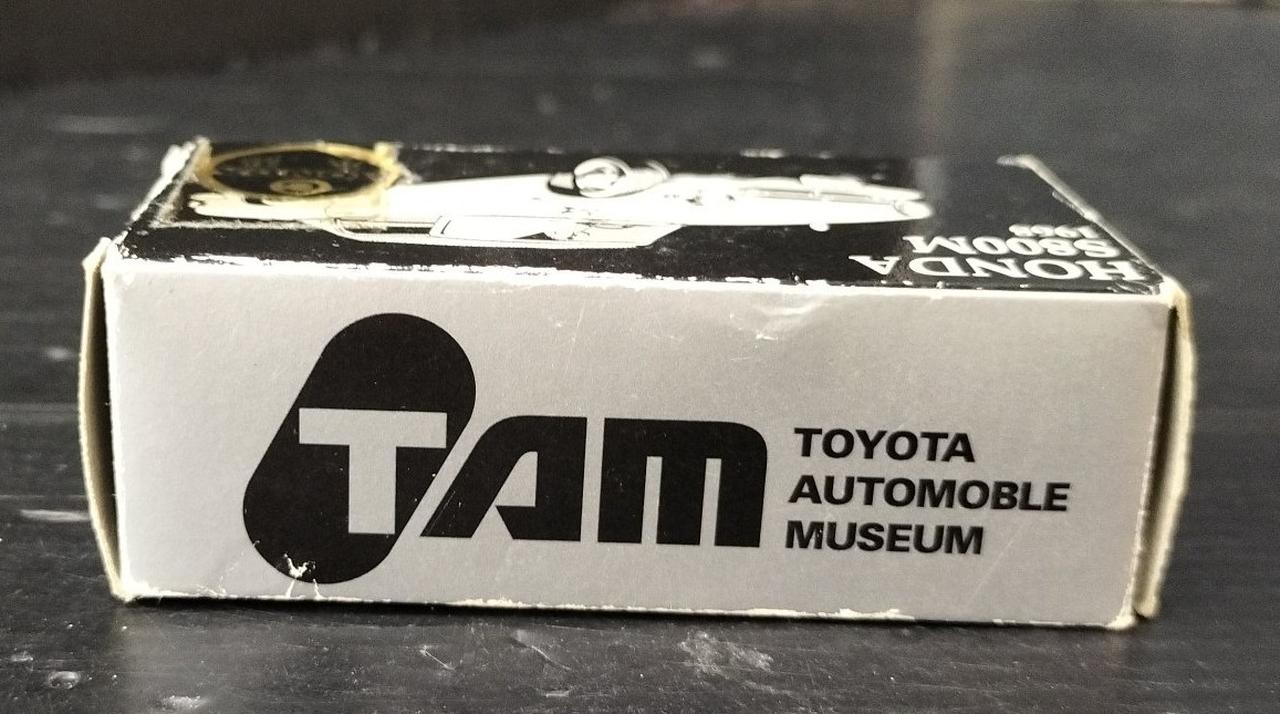 HONDA
S800M
1968
TAM
TOYOTA
AUTOMOBLE
MUSEUM